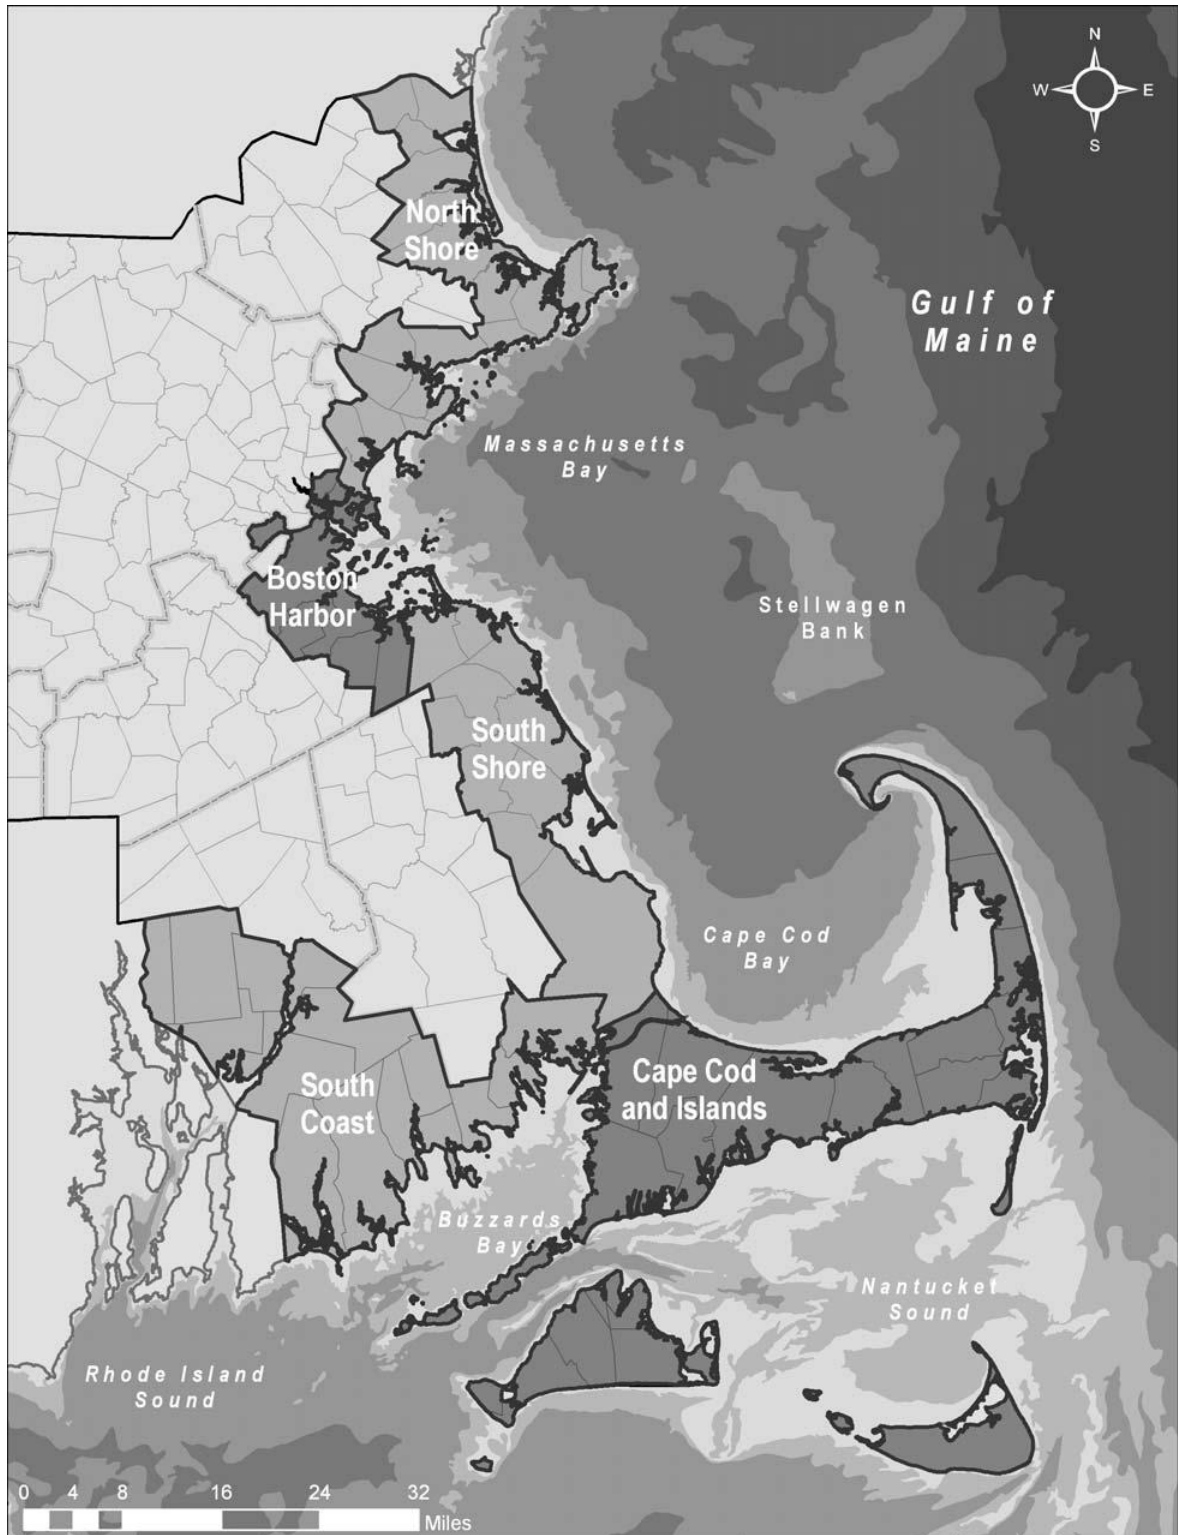 N
W E
S
North
Shore
Gulf of
Maine
Massachusetts
Bay
Boston
Harbor
Stellwagen
Bank
South
Shore
Cape Cod
Bay
South
Coast
Cape Cod
and Islands
Buzzards
Bay
Nantucket
Sound
Rhode Island
Sound
0 4 8 16 24 32
Miles